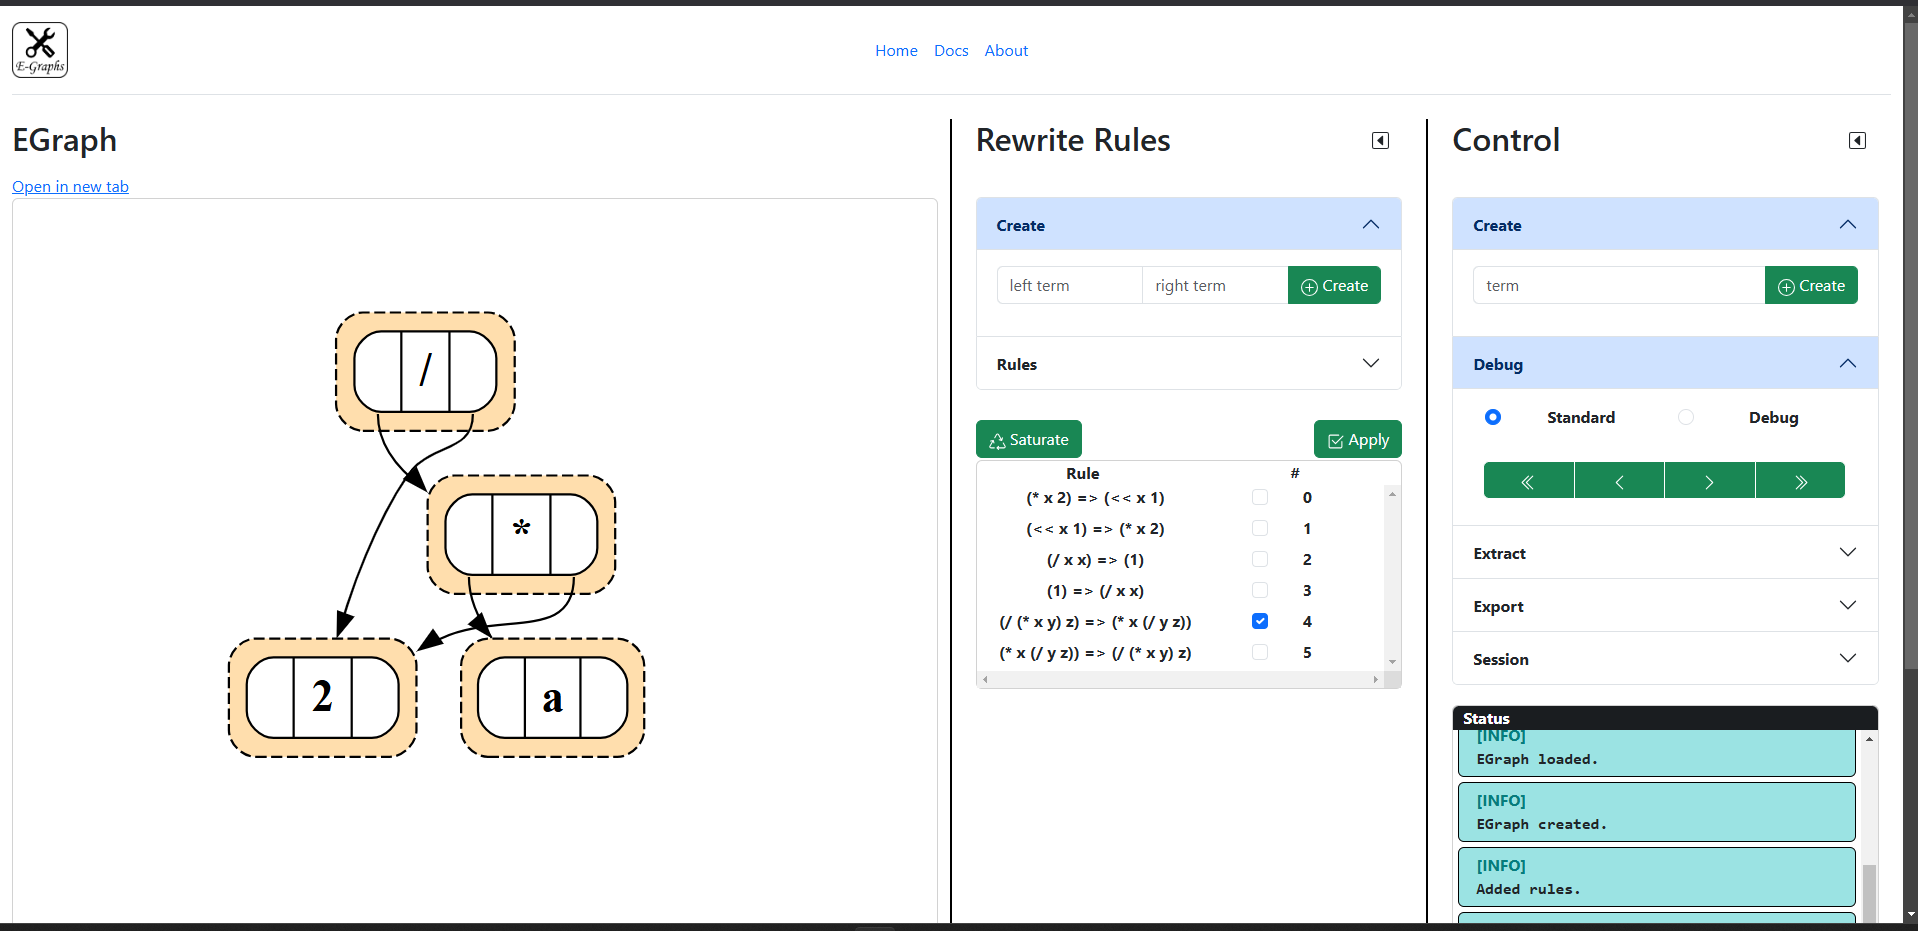 E-Graphs
Home Docs About
EGraph
Open in new tab
/
*
2
a
Rewrite Rules
Create
left term right term Create
Rules
Saturate Apply
Rule #
(* x 2) => (<< x 1) 0
(<< x 1) => (* x 2) 1
(/ x x) => (1) 2
(1) => (/ x x) 3
(/ (* x y) z) => (* x (/ y z)) 4
(* x (/ y z)) => (/ (* x y) z) 5
Control
Create
term Create
Debug
Standard Debug
Extract
Export
Session
Status
[INFO]
EGraph loaded.
[INFO]
EGraph created.
[INFO]
Added rules.